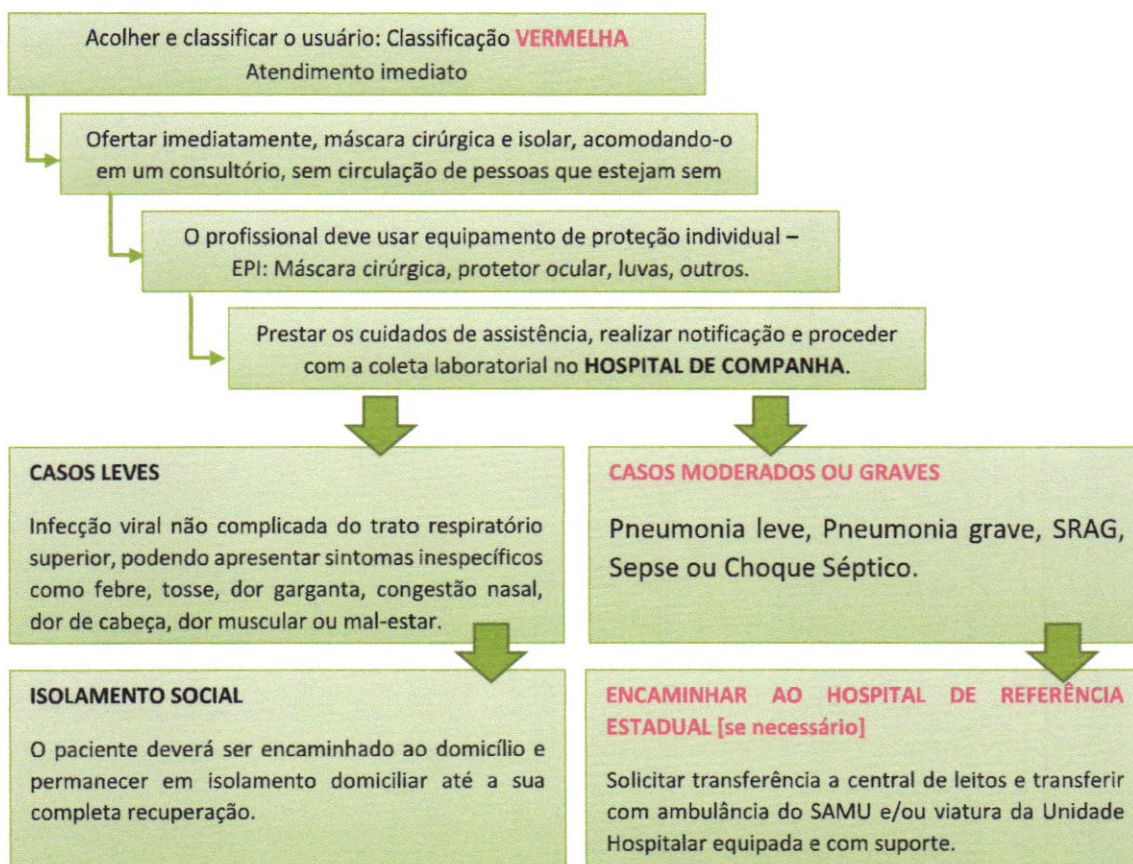 Acolher e classificar o usuário: Classificação VERMELHA
Atendimento imediato
Ofertar imediatamente, máscara cirúrgica e isolar, acomodando-o
em um consultório, sem circulação de pessoas que estejam sem
O profissional deve usar equipamento de proteção individual –
EPI: Máscara cirúrgica, protetor ocular, luvas, outros.
Prestar os cuidados de assistência, realizar notificação e proceder
com a coleta laboratorial no HOSPITAL DE COMPANHA.
CASOS LEVES
Infecção viral não complicada do trato respiratório
superior, podendo apresentar sintomas inespecíficos
como febre, tosse, dor garganta, congestão nasal,
dor de cabeça, dor muscular ou mal-estar.
CASOS MODERADOS OU GRAVES
Pneumonia leve, Pneumonia grave, SRAG,
Sepse ou Choque Séptico.
ISOLAMENTO SOCIAL
O paciente deverá ser encaminhado ao domicílio e
permanecer em isolamento domiciliar até a sua
completa recuperação.
ENCAMINHAR AO HOSPITAL DE REFERÊNCIA
ESTADUAL [se necessário]
Solicitar transferência a central de leitos e transferir
com ambulância do SAMU e/ou viatura da Unidade
Hospitalar equipada e com suporte.